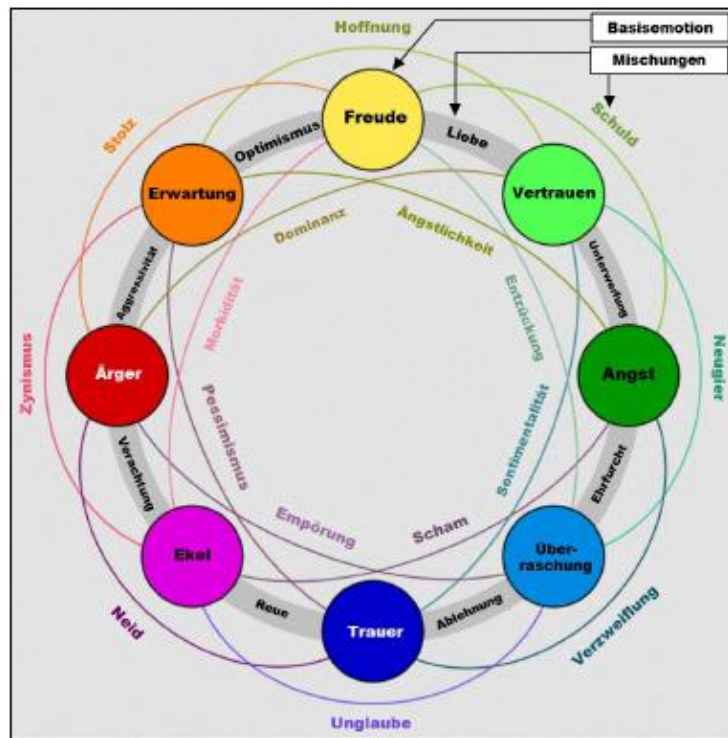 Hoffnung
Basisemotion
Mischungen
Stolz
Optimismus
Freude
Liebe
Schuld
Erwartung
Vertrauen
Dominanz
Ängstlichkeit
Aggressivität
Unterwerfung
Morbidität
Entzückung
Zynismus
Ärger
Angst
Neugier
Pessimismus
Sentimentalität
Verachtung
Ehrfurcht
Empörung
Scham
Ekel
Über-
raschung
Neid
Reue
Trauer
Ablehnung
Verzweiflung
Unglaube